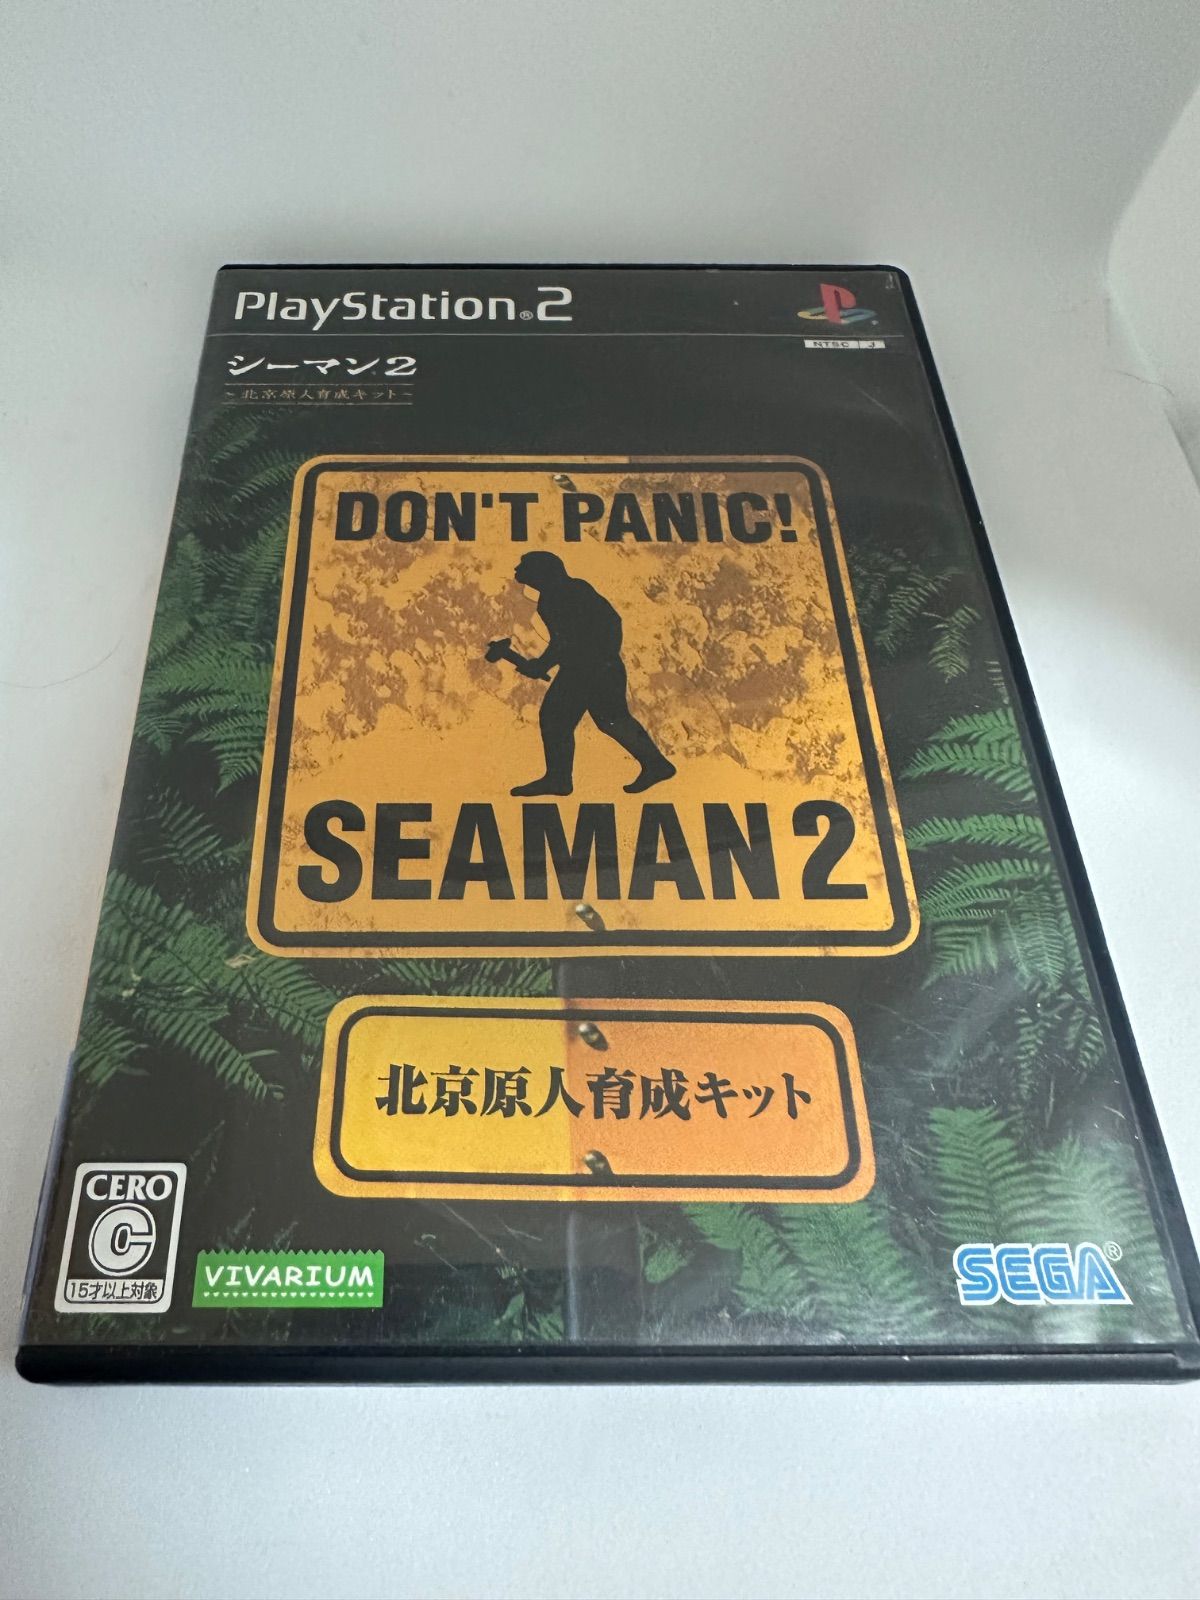 PlayStation®2
NTSC J
シーマン2
~北京原人育成キット~
DON'T PANIC!
SEAMAN 2
北京原人育成キット
CERO
C
15才以上対象
VIVARIUM
SEGA®